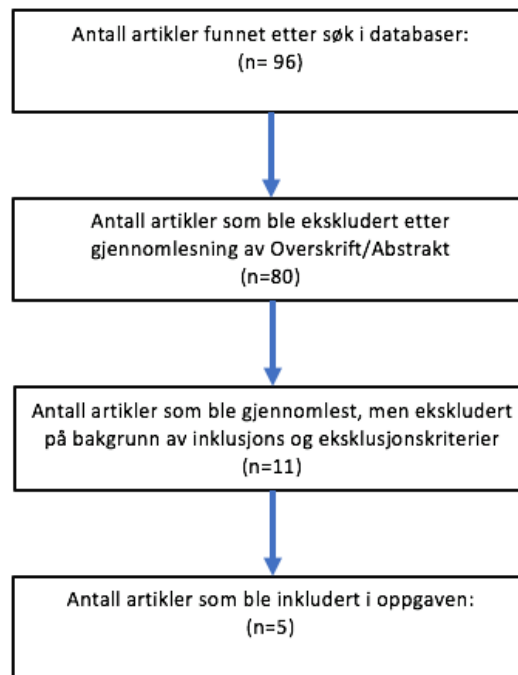 Antall artikler funnet etter søk i databaser:
(n= 96)
Antall artikler som ble ekskludert etter
gjennomlesning av Overskrift/Abstrakt
(n=80)
Antall artikler som ble gjennomlest, men ekskludert
på bakgrunn av inklusjons og eksklusjonskriterier
(n=11)
Antall artikler som ble inkludert i oppgaven:
(n=5)